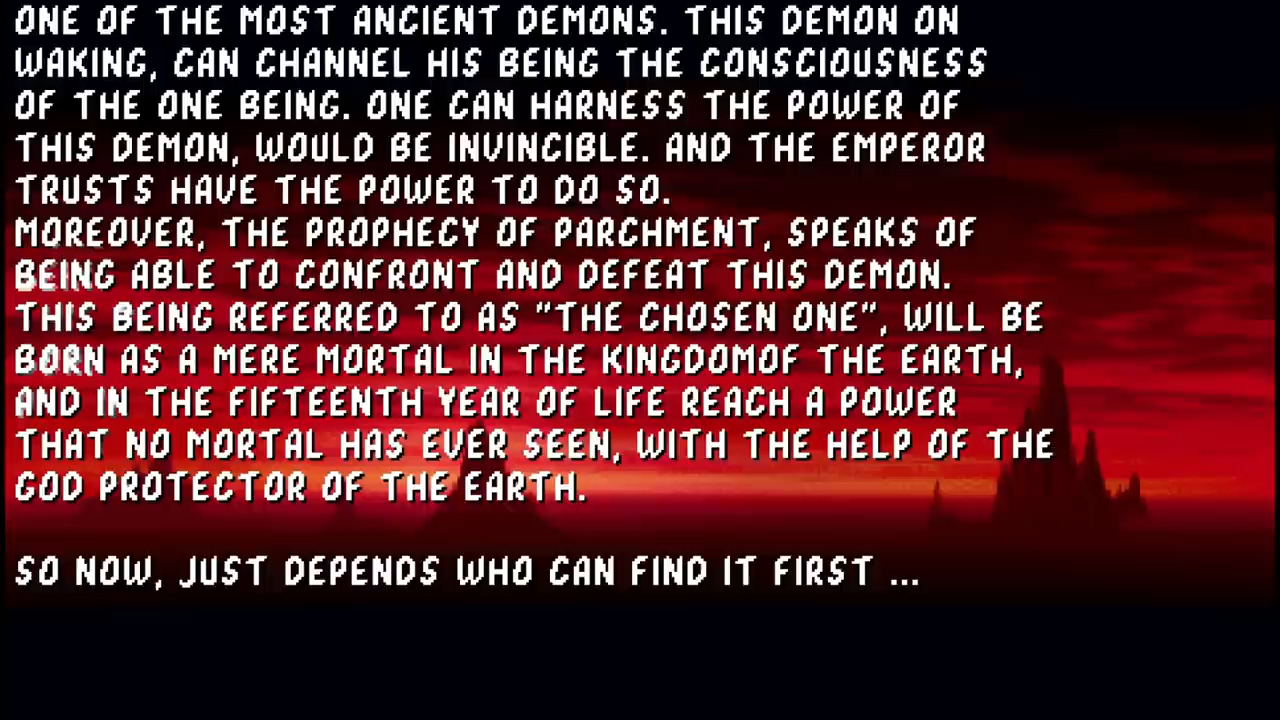 ONE OF THE MOST ANCIENT DEMONS. THIS DEMON ON
WAKING, CAN CHANNEL HIS BEING THE CONSCIOUSNESS
OF THE ONE BEING. ONE CAN HARNESS THE POWER OF
THIS DEMON, WOULD BE INVINCIBLE. AND THE EMPEROR
TRUSTS HAVE THE POWER TO DO SO.
MOREOVER, THE PROPHECY OF PARCHMENT, SPEAKS OF
BEING ABLE TO CONFRONT AND DEFEAT THIS DEMON.
THIS BEING REFERRED TO AS "THE CHOSEN ONE", WILL BE
BORN AS A MERE MORTAL IN THE KINGDOMOF THE EARTH,
AND IN THE FIFTEENTH YEAR OF LIFE REACH A POWER
THAT NO MORTAL HAS EVER SEEN, WITH THE HELP OF THE
GOD PROTECTOR OF THE EARTH.
SO NOW, JUST DEPENDS WHO CAN FIND IT FIRST ...